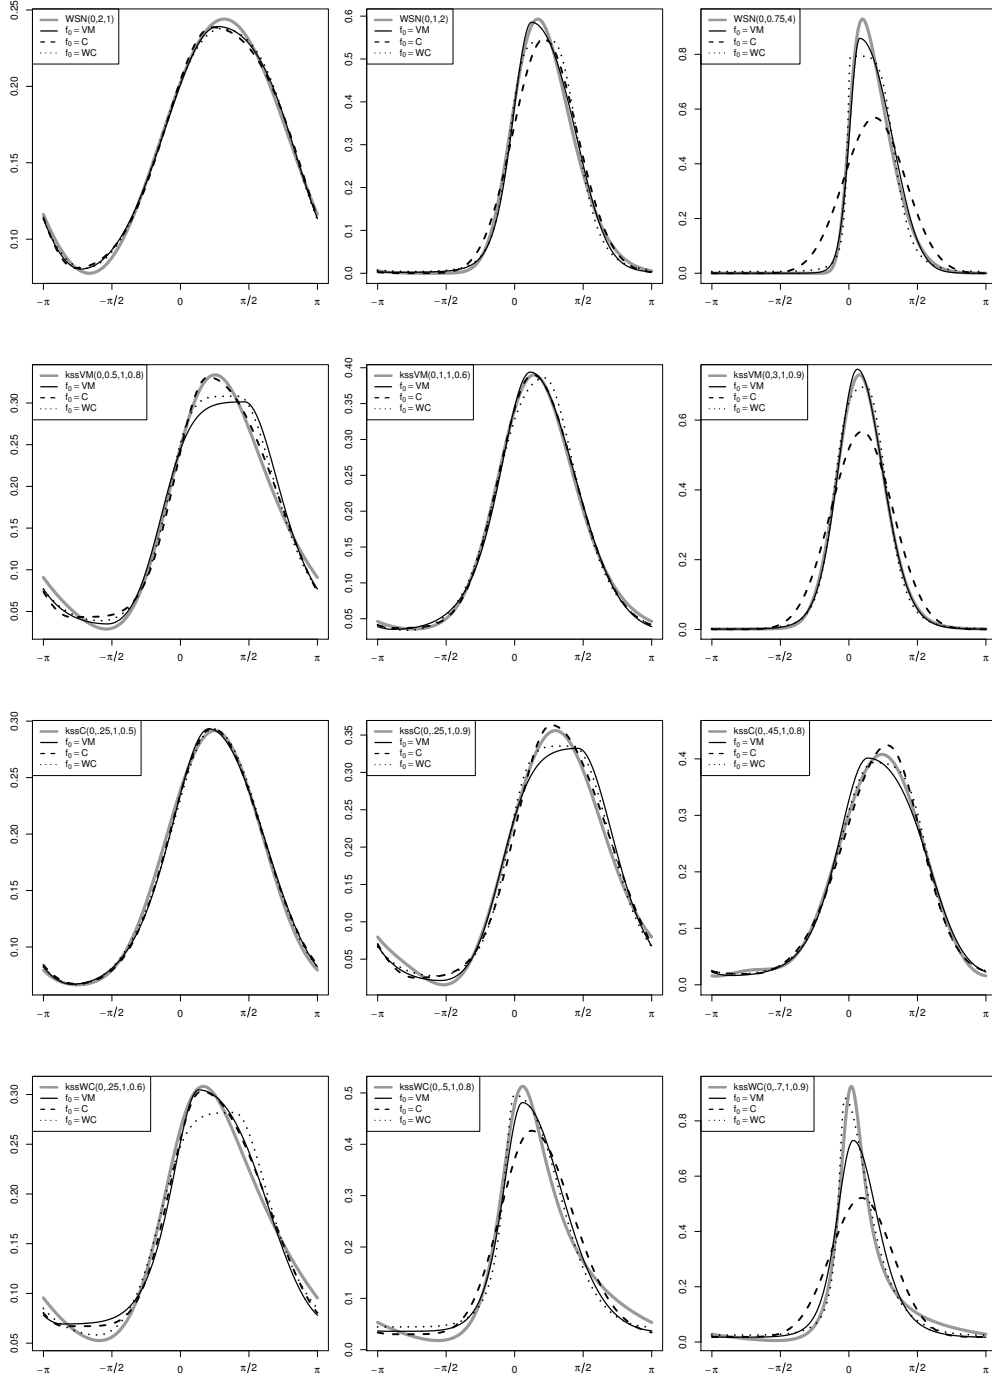 WSN(0,2,1)
f₀ = VM
f₀ = C
f₀ = WC
0.10
0.15
0.20
0.25
−π
−π/2
0
π/2
π
WSN(0,1,2)
f₀ = VM
f₀ = C
f₀ = WC
0.0
0.1
0.2
0.3
0.4
0.5
0.6
−π
−π/2
0
π/2
π
WSN(0,0.75,4)
f₀ = VM
f₀ = C
f₀ = WC
0.0
0.2
0.4
0.6
0.8
−π
−π/2
0
π/2
π
kssVM(0,0.5,1,0.8)
f₀ = VM
f₀ = C
f₀ = WC
0.05
0.10
0.15
0.20
0.25
0.30
−π
−π/2
0
π/2
π
kssVM(0,1,1,0.6)
f₀ = VM
f₀ = C
f₀ = WC
0.05
0.10
0.15
0.20
0.25
0.30
0.35
0.40
−π
−π/2
0
π/2
π
kssVM(0,3,1,0.9)
f₀ = VM
f₀ = C
f₀ = WC
0.0
0.2
0.4
0.6
−π
−π/2
0
π/2
π
kssC(0,.25,1,0.5)
f₀ = VM
f₀ = C
f₀ = WC
0.10
0.15
0.20
0.25
0.30
−π
−π/2
0
π/2
π
kssC(0,.25,1,0.9)
f₀ = VM
f₀ = C
f₀ = WC
0.05
0.10
0.15
0.20
0.25
0.30
0.35
−π
−π/2
0
π/2
π
kssC(0,.45,1,0.8)
f₀ = VM
f₀ = C
f₀ = WC
0.0
0.1
0.2
0.3
0.4
−π
−π/2
0
π/2
π
kssWC(0,.25,1,0.6)
f₀ = VM
f₀ = C
f₀ = WC
0.05
0.10
0.15
0.20
0.25
0.30
−π
−π/2
0
π/2
π
kssWC(0,.5,1,0.8)
f₀ = VM
f₀ = C
f₀ = WC
0.0
0.1
0.2
0.3
0.4
0.5
−π
−π/2
0
π/2
π
kssWC(0,.7,1,0.9)
f₀ = VM
f₀ = C
f₀ = WC
0.0
0.2
0.4
0.6
0.8
−π
−π/2
0
π/2
π